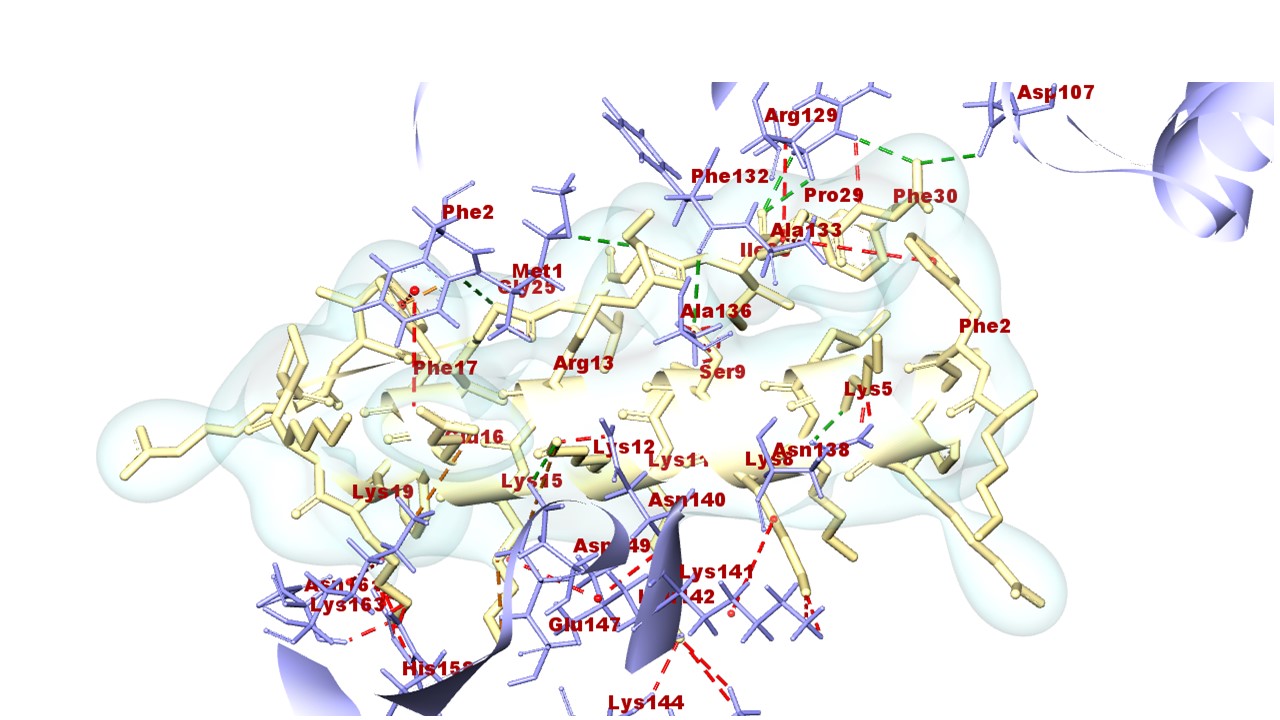 Asp107
Arg129
Phe132
Pro29
Phe30
Phe2
Ala133
Met1
Gly25
Ala136
Phe2
Arg13
Phe17
Ser9
Lys5
Lys12
Asn138
Lys15
Lys19
Asn140
Lys141
Lys163
Glu147
Lys144